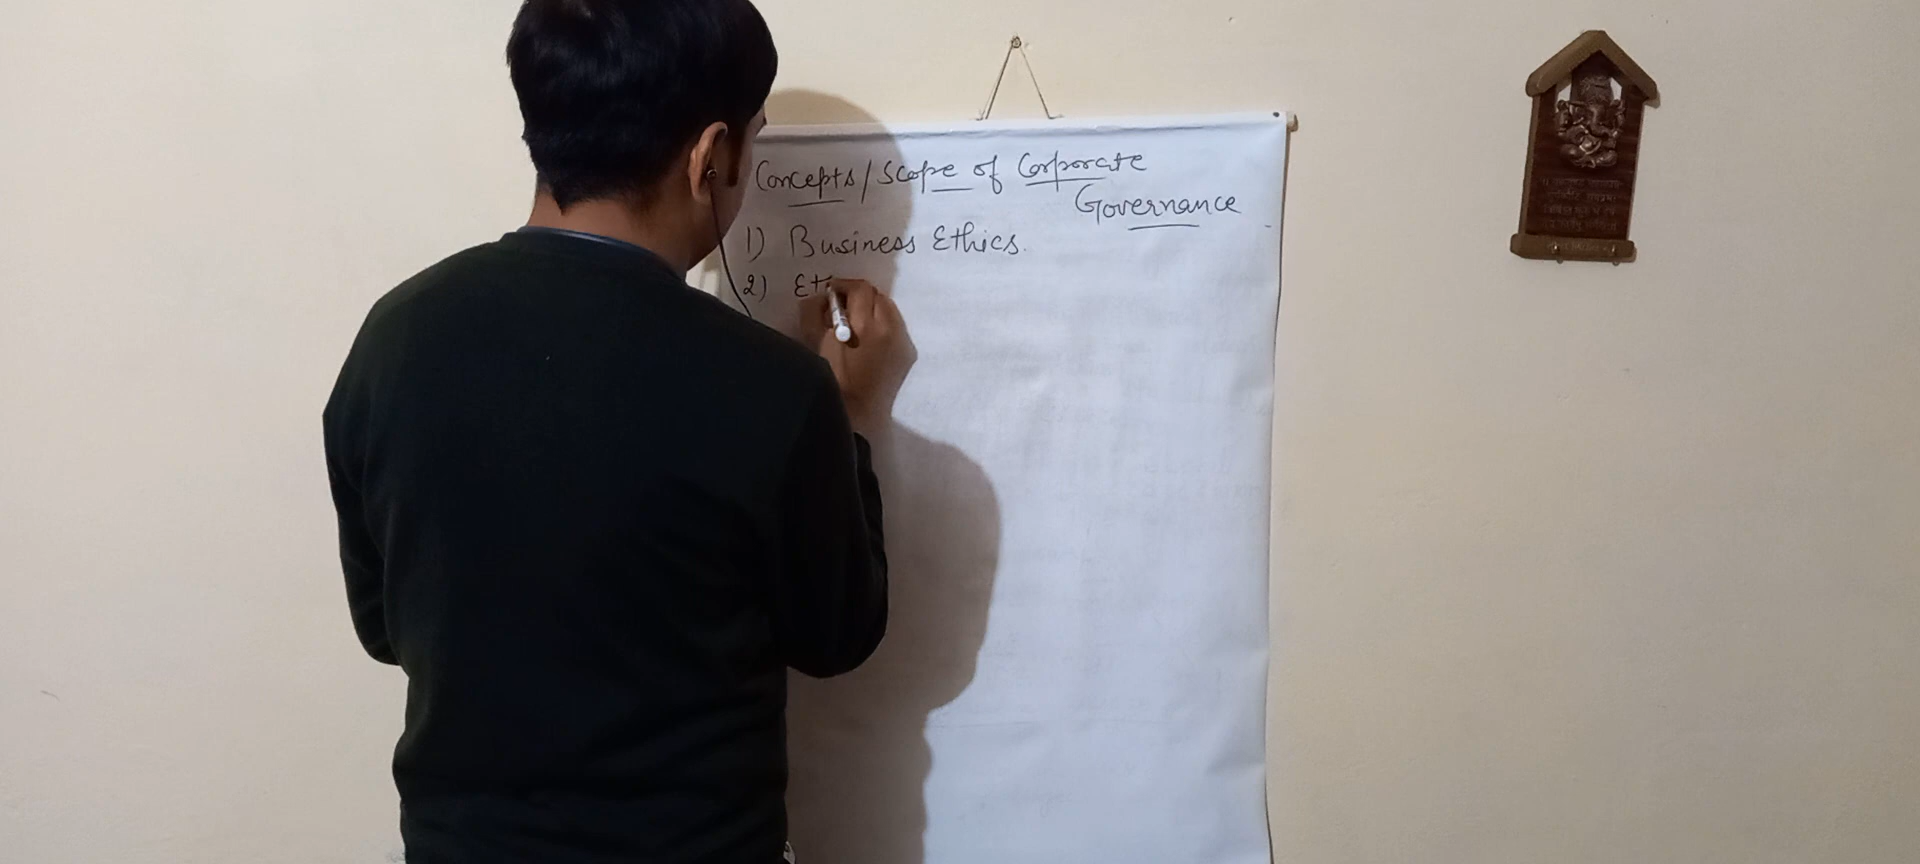 Concepts/Scope of Corporate
Governance
1) Business Ethics.
2) Et